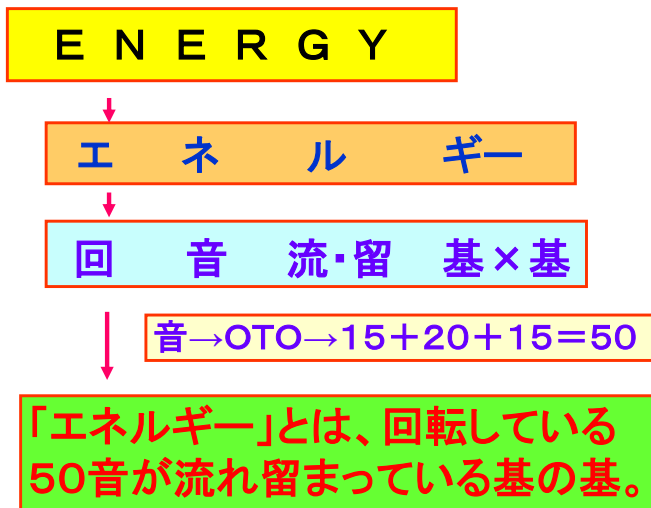 ＥＮＥＲＧＹ
エ　ネ　ル　ギー
回　音　流・留　基×基
音→OTO→１５＋２０＋１５＝５０
「エネルギー」とは、回転している
５０音が流れ留まっている基の基。